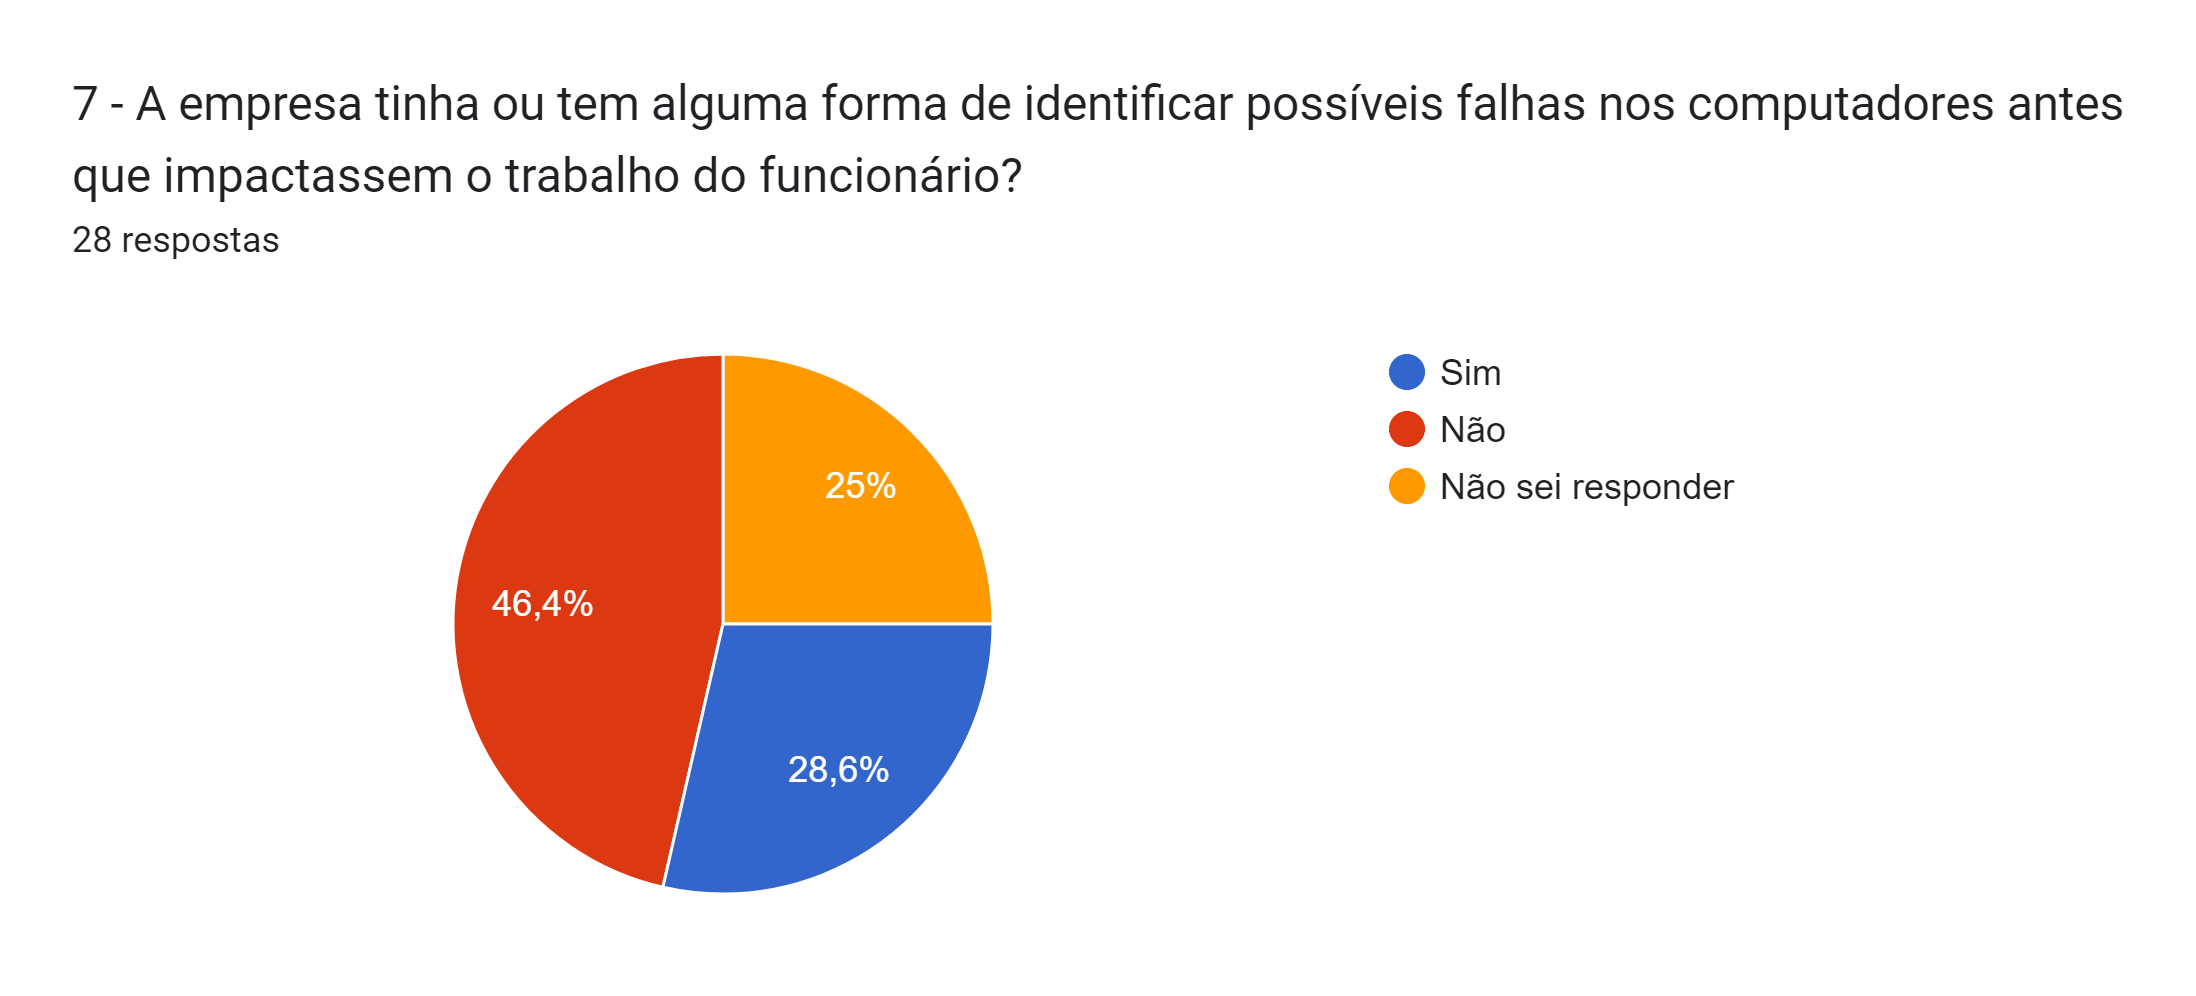 7 - A empresa tinha ou tem alguma forma de identificar possíveis falhas nos computadores antes
que impactassem o trabalho do funcionário?
28 respostas
Sim
Não
Não sei responder
25%
46,4%
28,6%